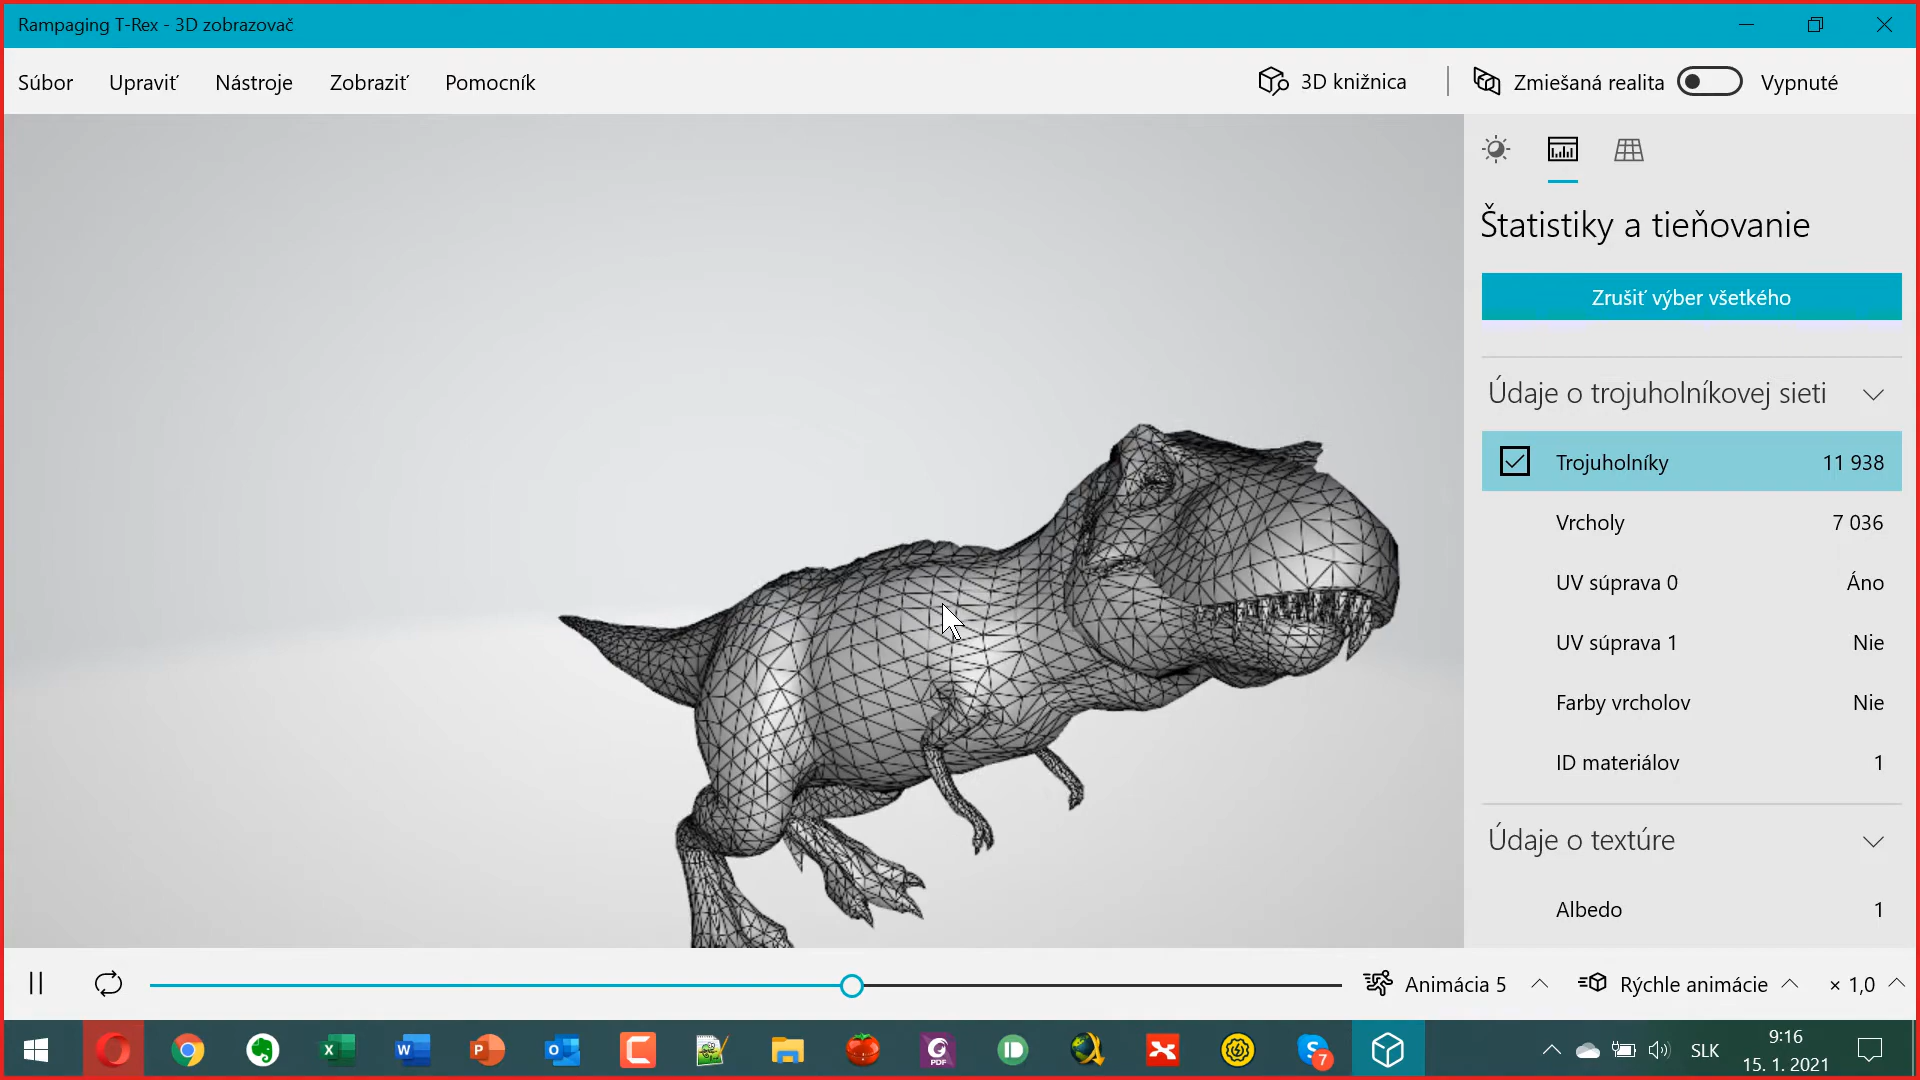 Rampaging T-Rex - 3D zobrazovač
Súbor Upraviť Nástroje Zobraziť Pomocník 3D knižnica Zmiešaná realita Vypnuté
Štatistiky a tieňovanie
Zrušiť výber všetkého
Údaje o trojuholníkovej sieti
Trojuholníky 11 938
Vrcholy 7 036
UV súprava 0 Áno
UV súprava 1 Nie
Farby vrcholov Nie
ID materiálov 1
Údaje o textúre
Albedo 1
Animácia 5 Rýchle animácie × 1,0
X W P O C PDF S 7 SLK 9:16
15. 1. 2021